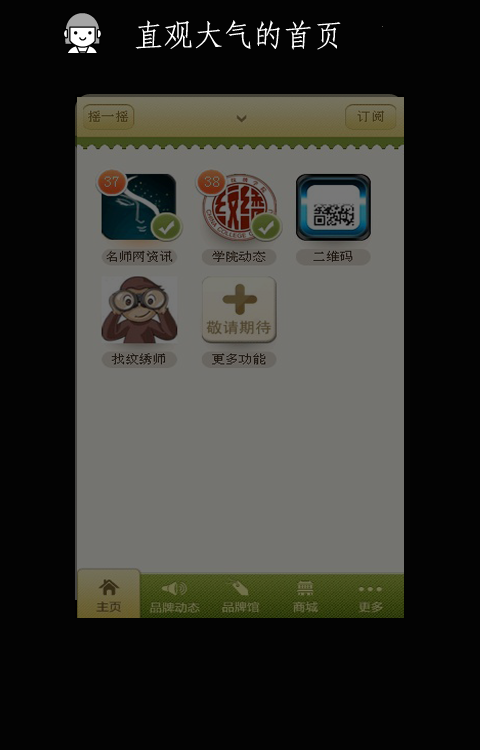 直观大气的首页
摇一摇
订阅
37
38
纹绣
名师网资讯
学院动态
二维码
敬请期待
找纹绣师
更多功能
主页
品牌动态
品牌馆
商城
更多